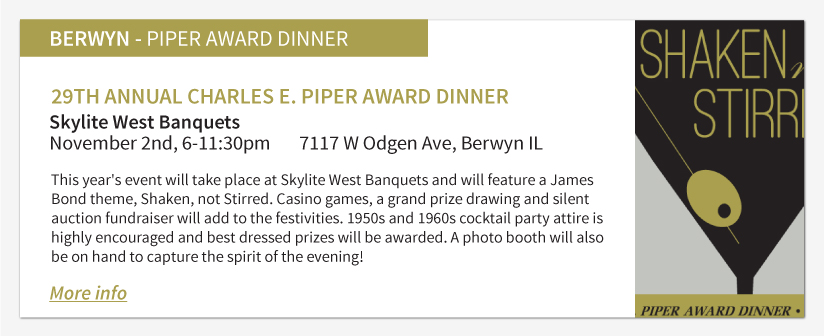 BERWYN - PIPER AWARD DINNER
29TH ANNUAL CHARLES E. PIPER AWARD DINNER
Skylite West Banquets
November 2nd, 6-11:30pm 7117 W Odgen Ave, Berwyn IL
This year's event will take place at Skylite West Banquets and will feature a James
Bond theme, Shaken, not Stirred. Casino games, a grand prize drawing and silent
auction fundraiser will add to the festivities. 1950s and 1960s cocktail party attire is
highly encouraged and best dressed prizes will be awarded. A photo booth will also
be on hand to capture the spirit of the evening!
More info
SHAKEN,
STIRR
PIPER AWARD DINNER •